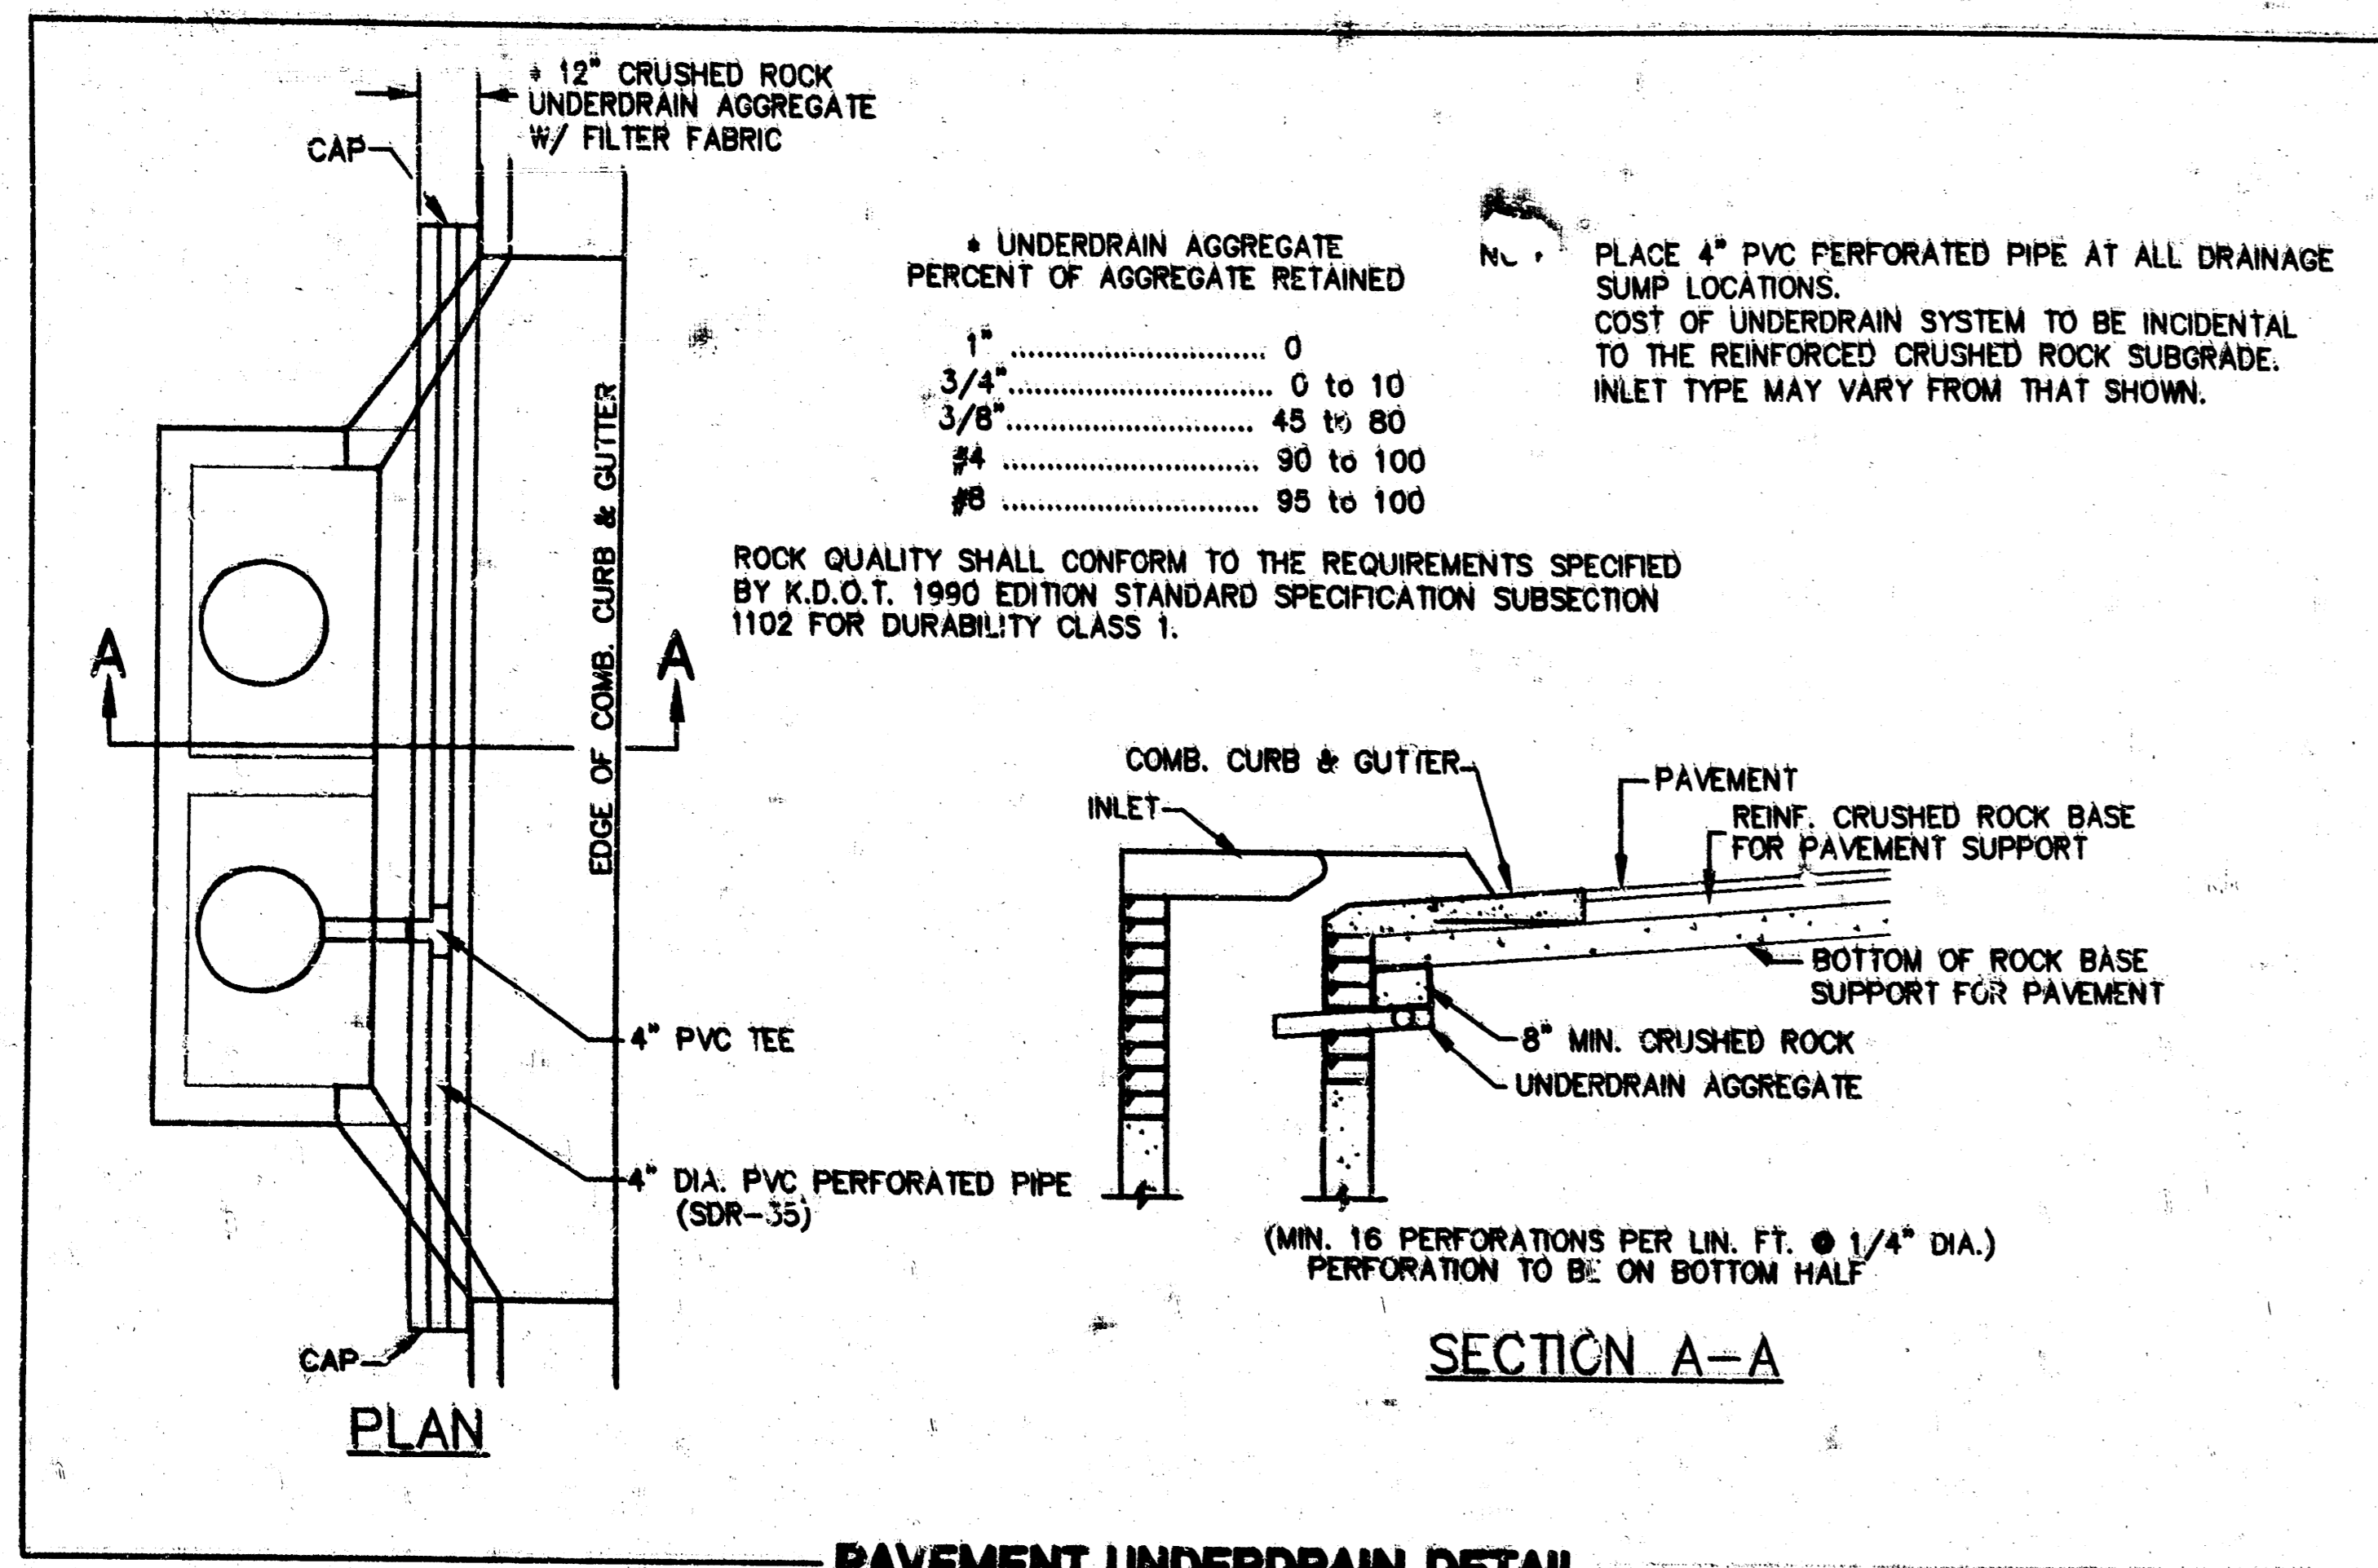 * 12" CRUSHED ROCK
UNDERDRAIN AGGREGATE
W/ FILTER FABRIC
CAP
* UNDERDRAIN AGGREGATE
PERCENT OF AGGREGATE RETAINED
1" ............................. 0
3/4".............................. 0 to 10
3/8"............................ 45 to 80
#4 ............................. 90 to 100
#8 ............................. 95 to 100
PLACE 4" PVC PERFORATED PIPE AT ALL DRAINAGE
SUMP LOCATIONS.
COST OF UNDERDRAIN SYSTEM TO BE INCIDENTAL
TO THE REINFORCED CRUSHED ROCK SUBGRADE.
INLET TYPE MAY VARY FROM THAT SHOWN.
ROCK QUALITY SHALL CONFORM TO THE REQUIREMENTS SPECIFIED
BY K.D.O.T. 1990 EDITION STANDARD SPECIFICATION SUBSECTION
1102 FOR DURABILITY CLASS 1.
EDGE OF COMB. CURB & GUTTER
A
A
4" PVC TEE
4" DIA. PVC PERFORATED PIPE
(SDR-35)
CAP
PLAN
COMB. CURB & GUTTER
INLET
PAVEMENT
REINF. CRUSHED ROCK BASE
FOR PAVEMENT SUPPORT
BOTTOM OF ROCK BASE
SUPPORT FOR PAVEMENT
8" MIN. CRUSHED ROCK
UNDERDRAIN AGGREGATE
(MIN. 16 PERFORATIONS PER LIN. FT. @ 1/4" DIA.)
PERFORATION TO BE ON BOTTOM HALF
SECTION A-A
PAVEMENT UNDERDRAIN DETAIL